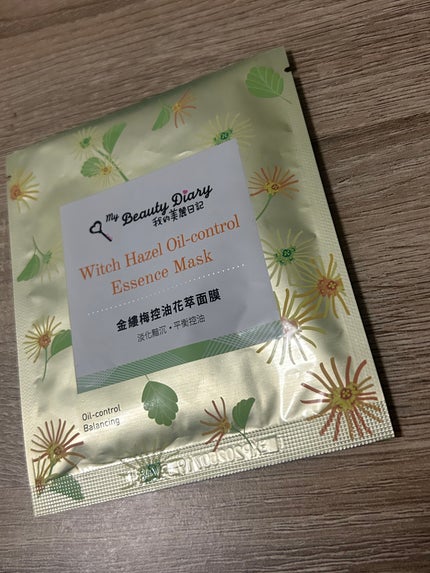 my Beauty Diary
我的美麗日記
Witch Hazel Oil-control
Essence Mask
金縷梅控油花萃面膜
淡化黯沉・平衡控油
Oil-control
Balancing